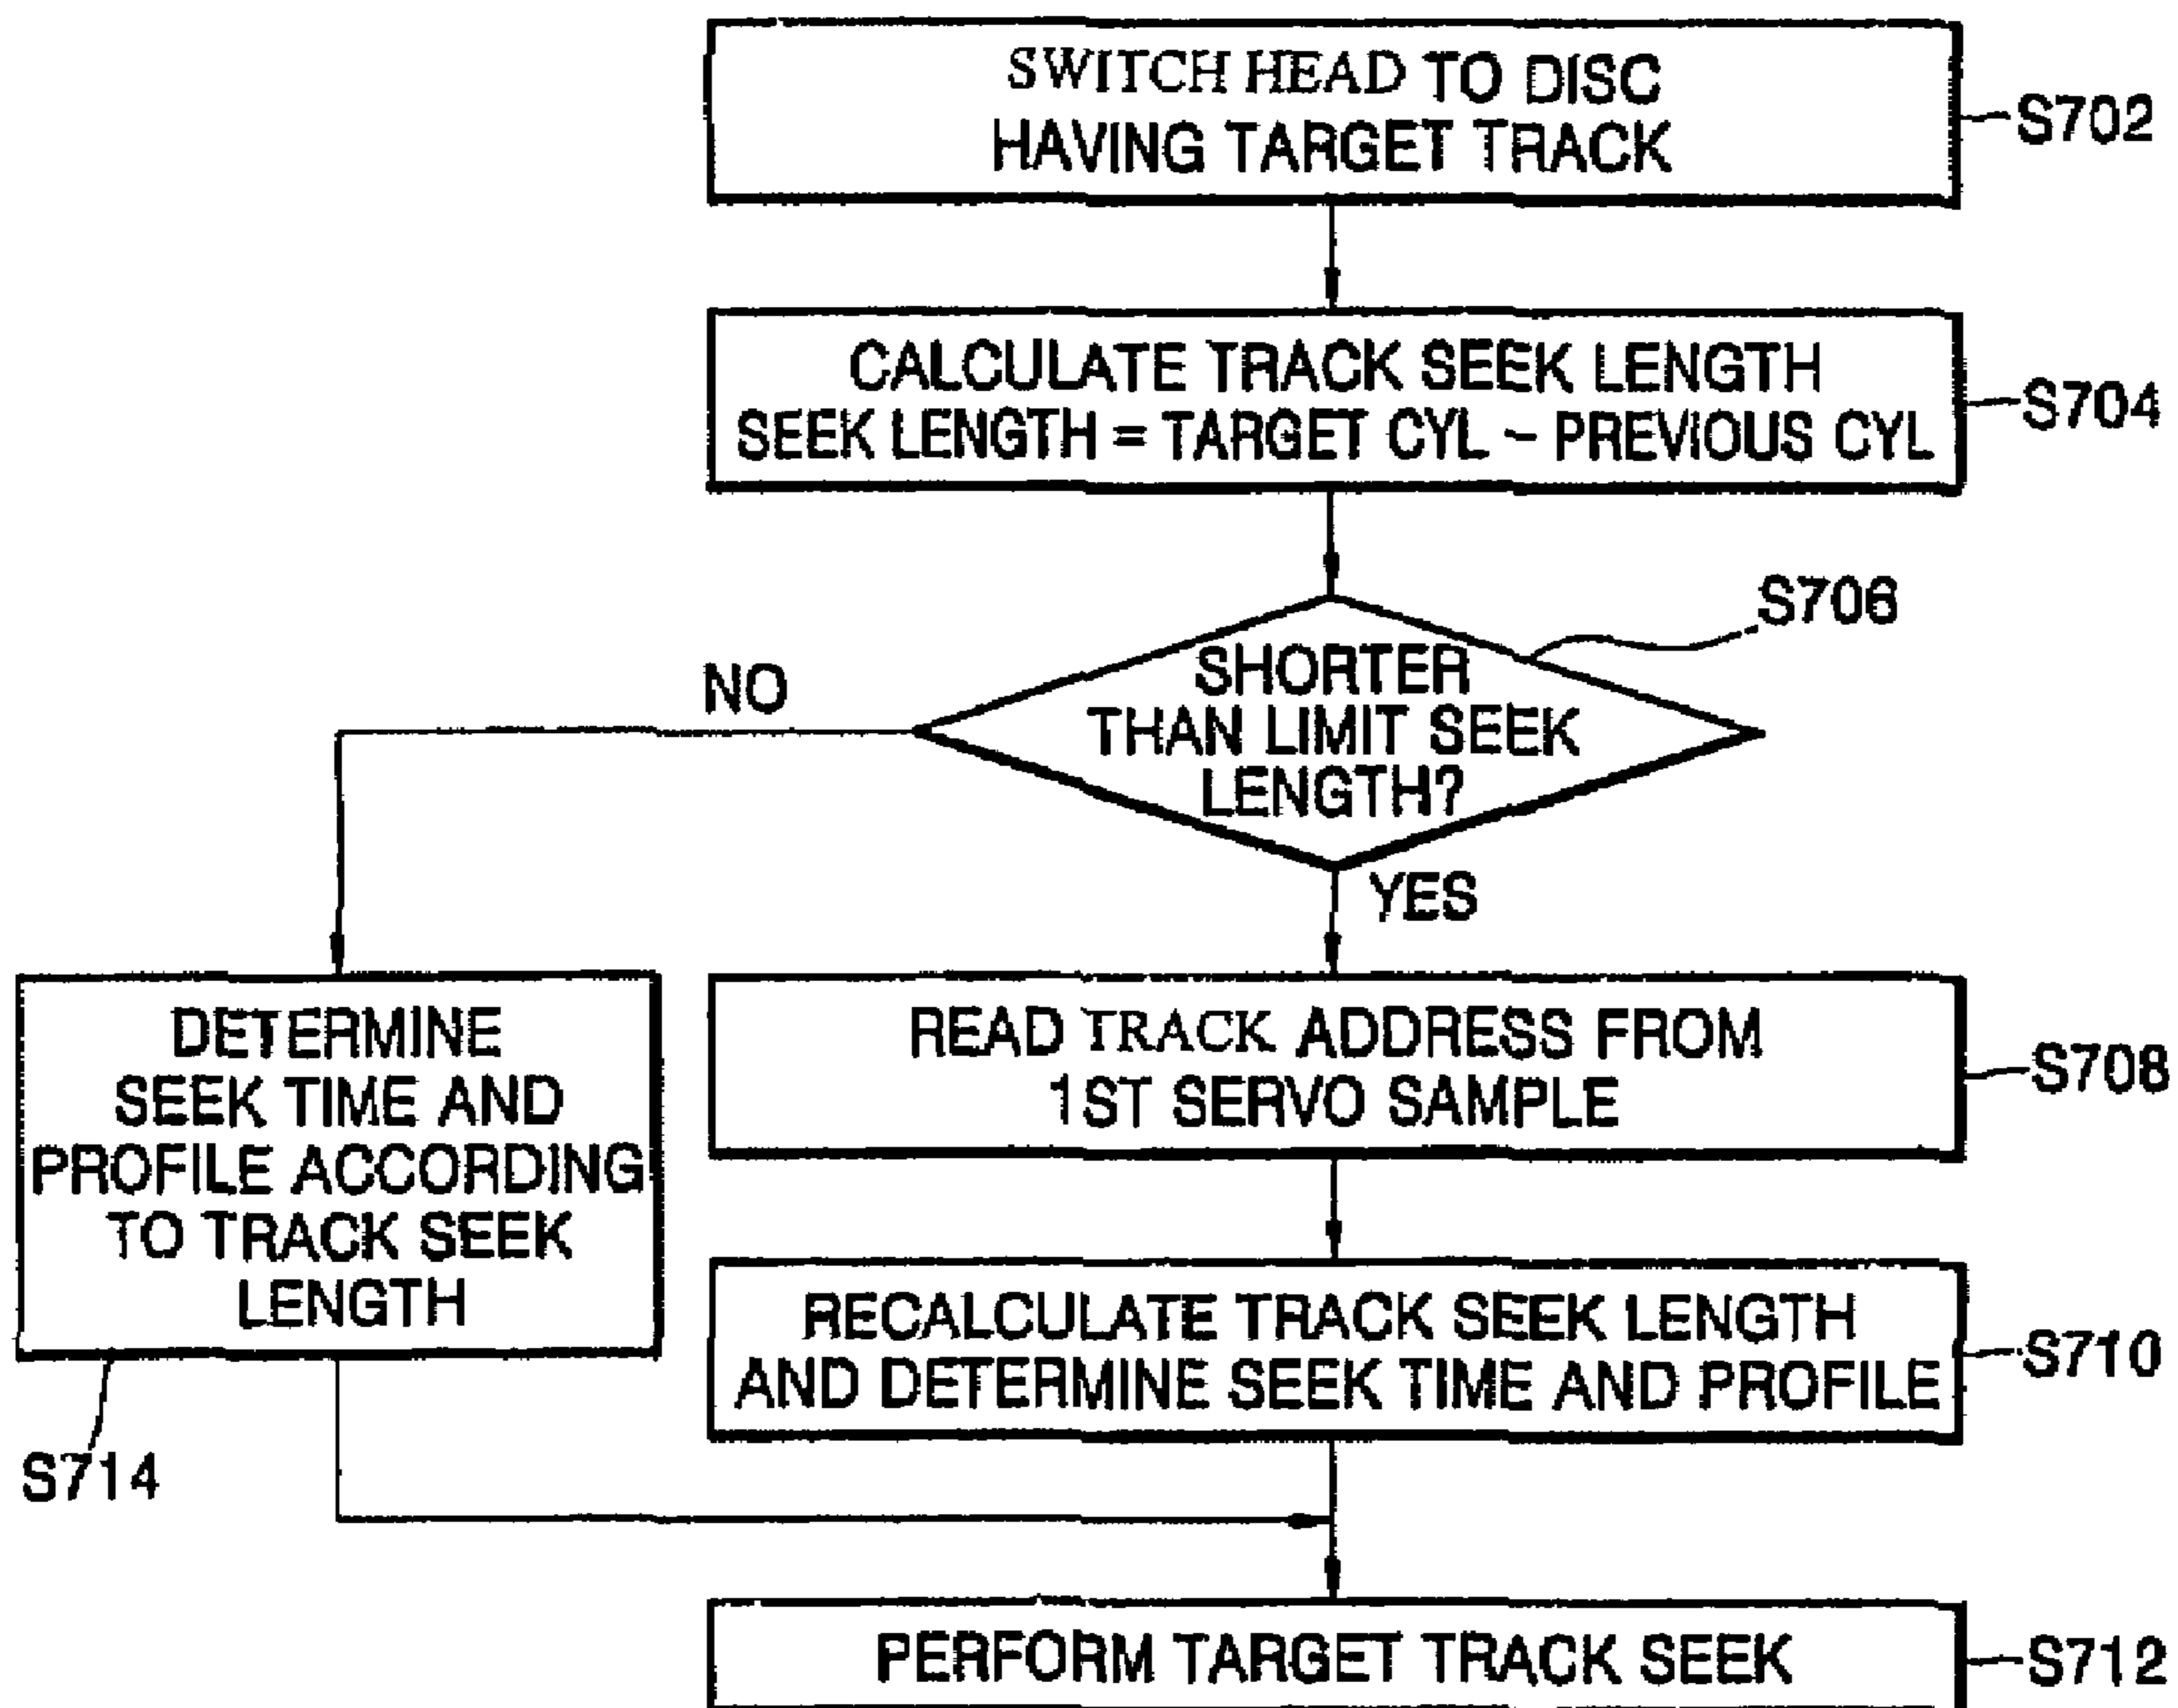 SWITCH HEAD TO DISC
HAVING TARGET TRACK
S702
CALCULATE TRACK SEEK LENGTH
SEEK LENGTH = TARGET CYL - PREVIOUS CYL
S704
S706
SHORTER
THAN LIMIT SEEK
LENGTH?
NO
YES
DETERMINE
SEEK TIME AND
PROFILE ACCORDING
TO TRACK SEEK
LENGTH
S714
READ TRACK ADDRESS FROM
1ST SERVO SAMPLE
S708
RECALCULATE TRACK SEEK LENGTH
AND DETERMINE SEEK TIME AND PROFILE
S710
PERFORM TARGET TRACK SEEK
S712